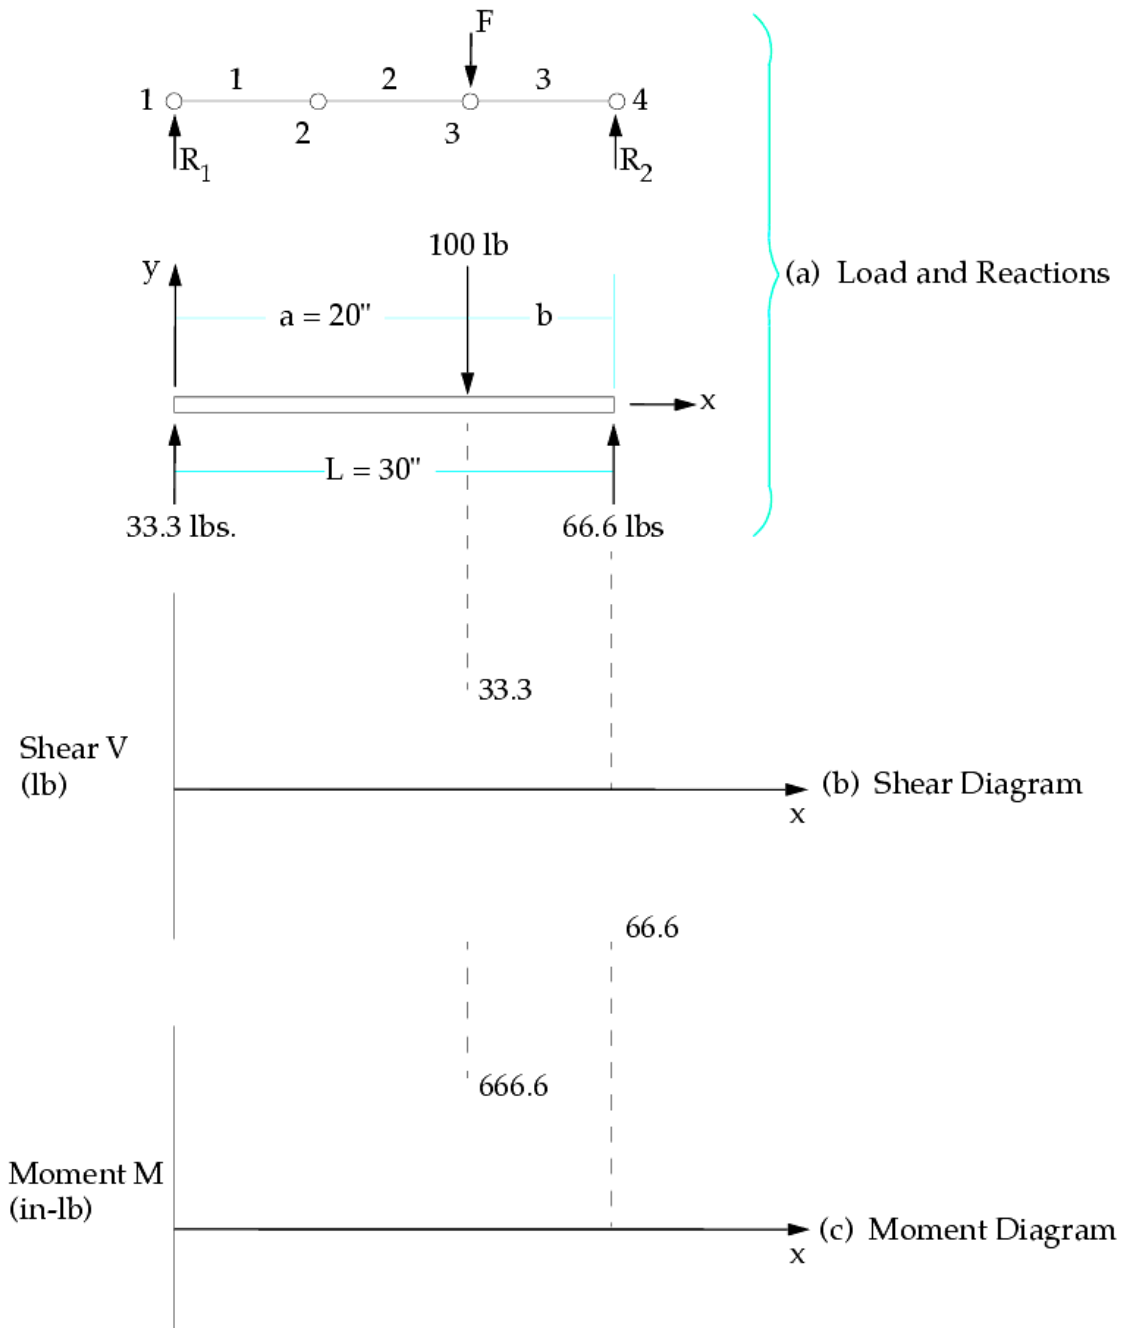 F
1 1 2 3 4
2 3
R1 R2
100 lb
y
a = 20" b
(a) Load and Reactions
x
L = 30"
33.3 lbs. 66.6 lbs
33.3
Shear V
(lb)
(b) Shear Diagram
x
66.6
666.6
Moment M
(in-lb)
(c) Moment Diagram
x